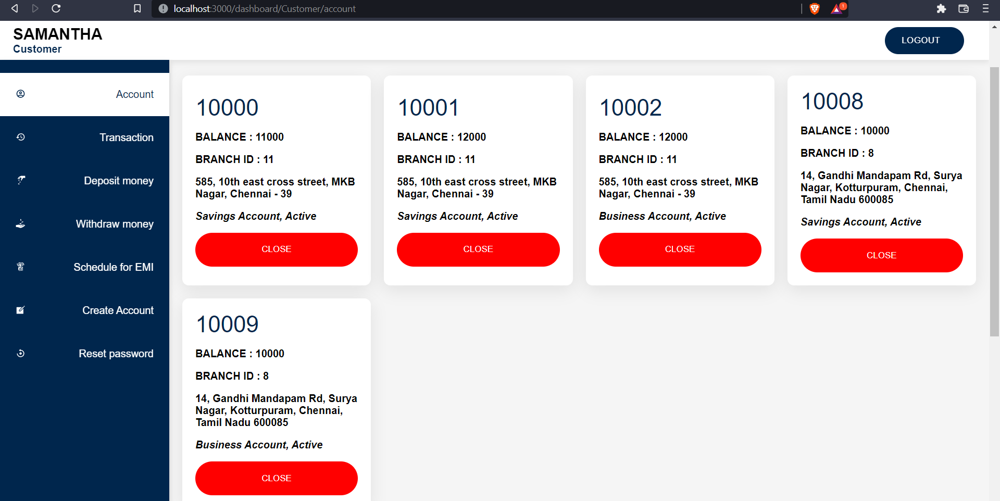 localhost:3000/dashboard/Customer/account
1
SAMANTHA
Customer
LOGOUT
Account
Transaction
Deposit money
Withdraw money
Schedule for EMI
Create Account
Reset password
10000
BALANCE : 11000
BRANCH ID : 11
585, 10th east cross street, MKB
Nagar, Chennai - 39
Savings Account, Active
CLOSE
10001
BALANCE : 12000
BRANCH ID : 11
585, 10th east cross street, MKB
Nagar, Chennai - 39
Savings Account, Active
CLOSE
10002
BALANCE : 12000
BRANCH ID : 11
585, 10th east cross street, MKB
Nagar, Chennai - 39
Business Account, Active
CLOSE
10008
BALANCE : 10000
BRANCH ID : 8
14, Gandhi Mandapam Rd, Surya
Nagar, Kotturpuram, Chennai,
Tamil Nadu 600085
Savings Account, Active
CLOSE
10009
BALANCE : 10000
BRANCH ID : 8
14, Gandhi Mandapam Rd, Surya
Nagar, Kotturpuram, Chennai,
Tamil Nadu 600085
Business Account, Active
CLOSE